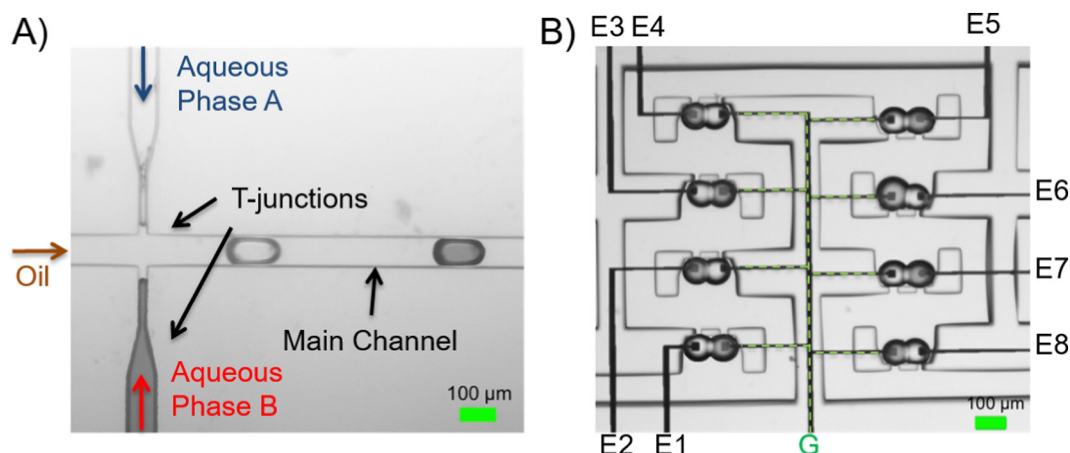 A)
Aqueous
Phase A
T-junctions
Oil
Main Channel
Aqueous
Phase B
100 µm
B)
E3 E4
E5
E6
E7
E8
100 µm
E2 E1
G